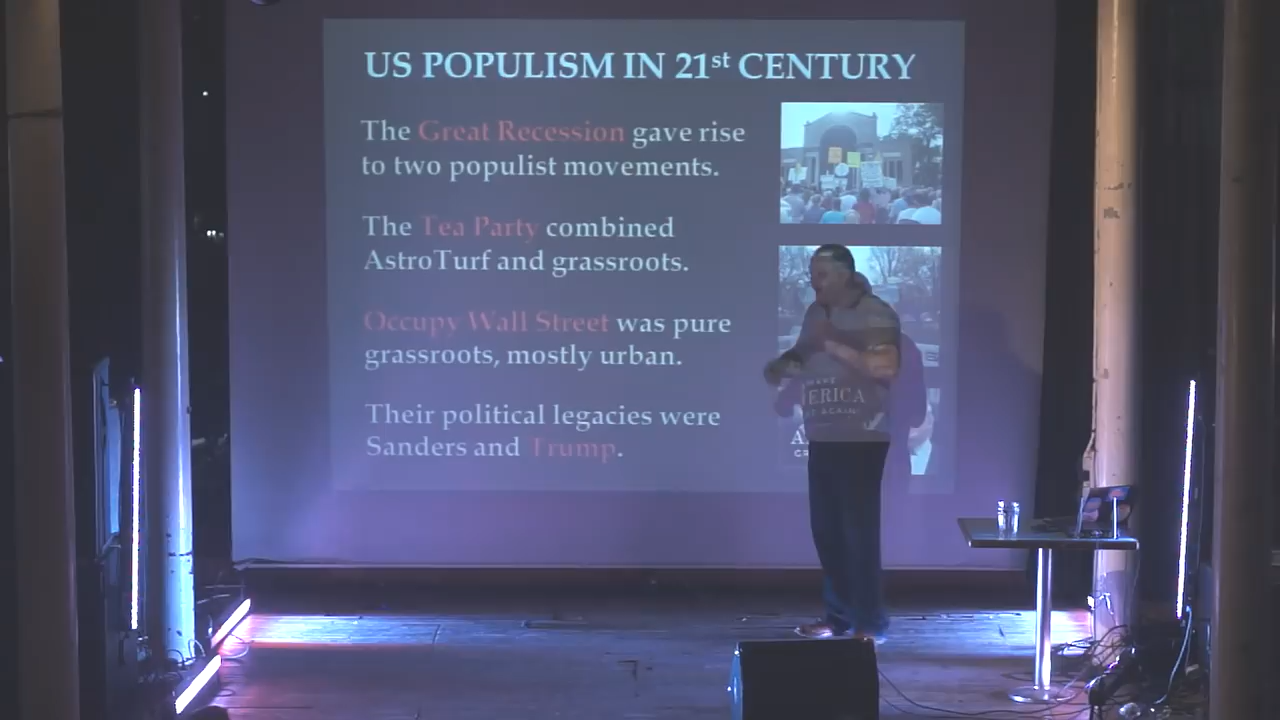 US POPULISM IN 21st CENTURY
The Great Recession gave rise
to two populist movements.
The Tea Party combined
AstroTurf and grassroots.
Occupy Wall Street was pure
grassroots, mostly urban.
Their political legacies were
Sanders and Trump.